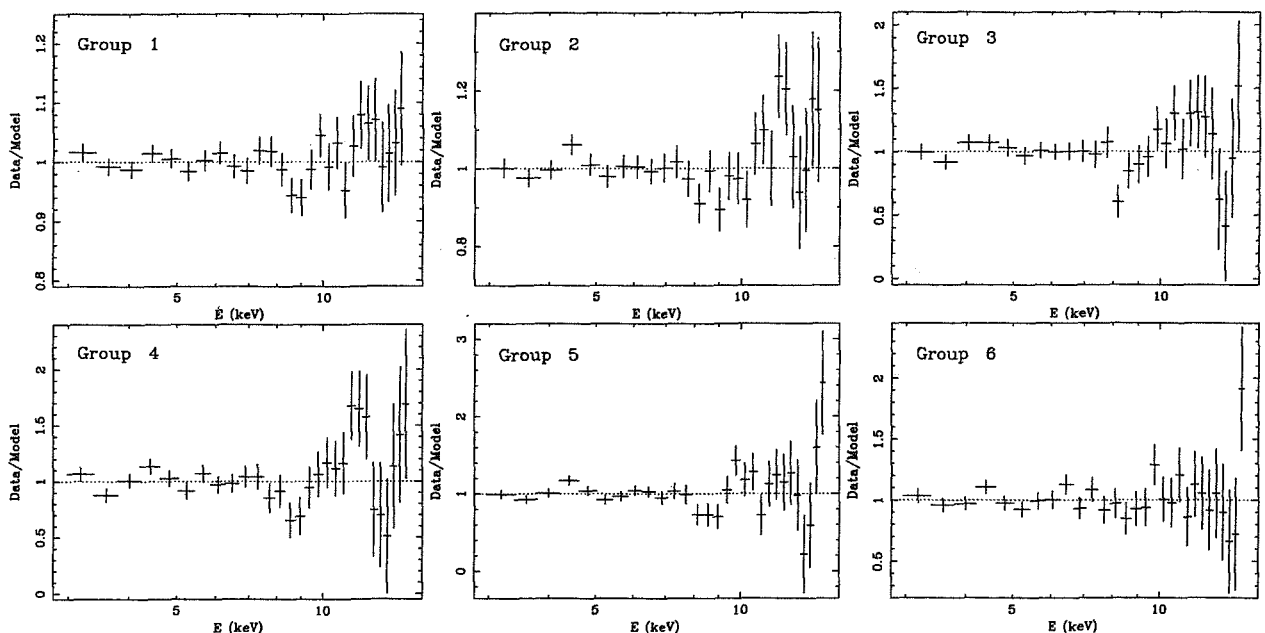 Group 1
Data/Model
0.8
0.9
1
1.1
1.2
5
10
E (keV)
Group 2
Data/Model
0.8
1
1.2
5
10
E (keV)
Group 3
Data/Model
0
0.5
1
1.5
2
5
10
E (keV)
Group 4
Data/Model
0
0.5
1
1.5
2
5
10
E (keV)
Group 5
Data/Model
0
1
2
3
5
10
E (keV)
Group 6
Data/Model
0.5
1
1.5
2
5
10
E (keV)